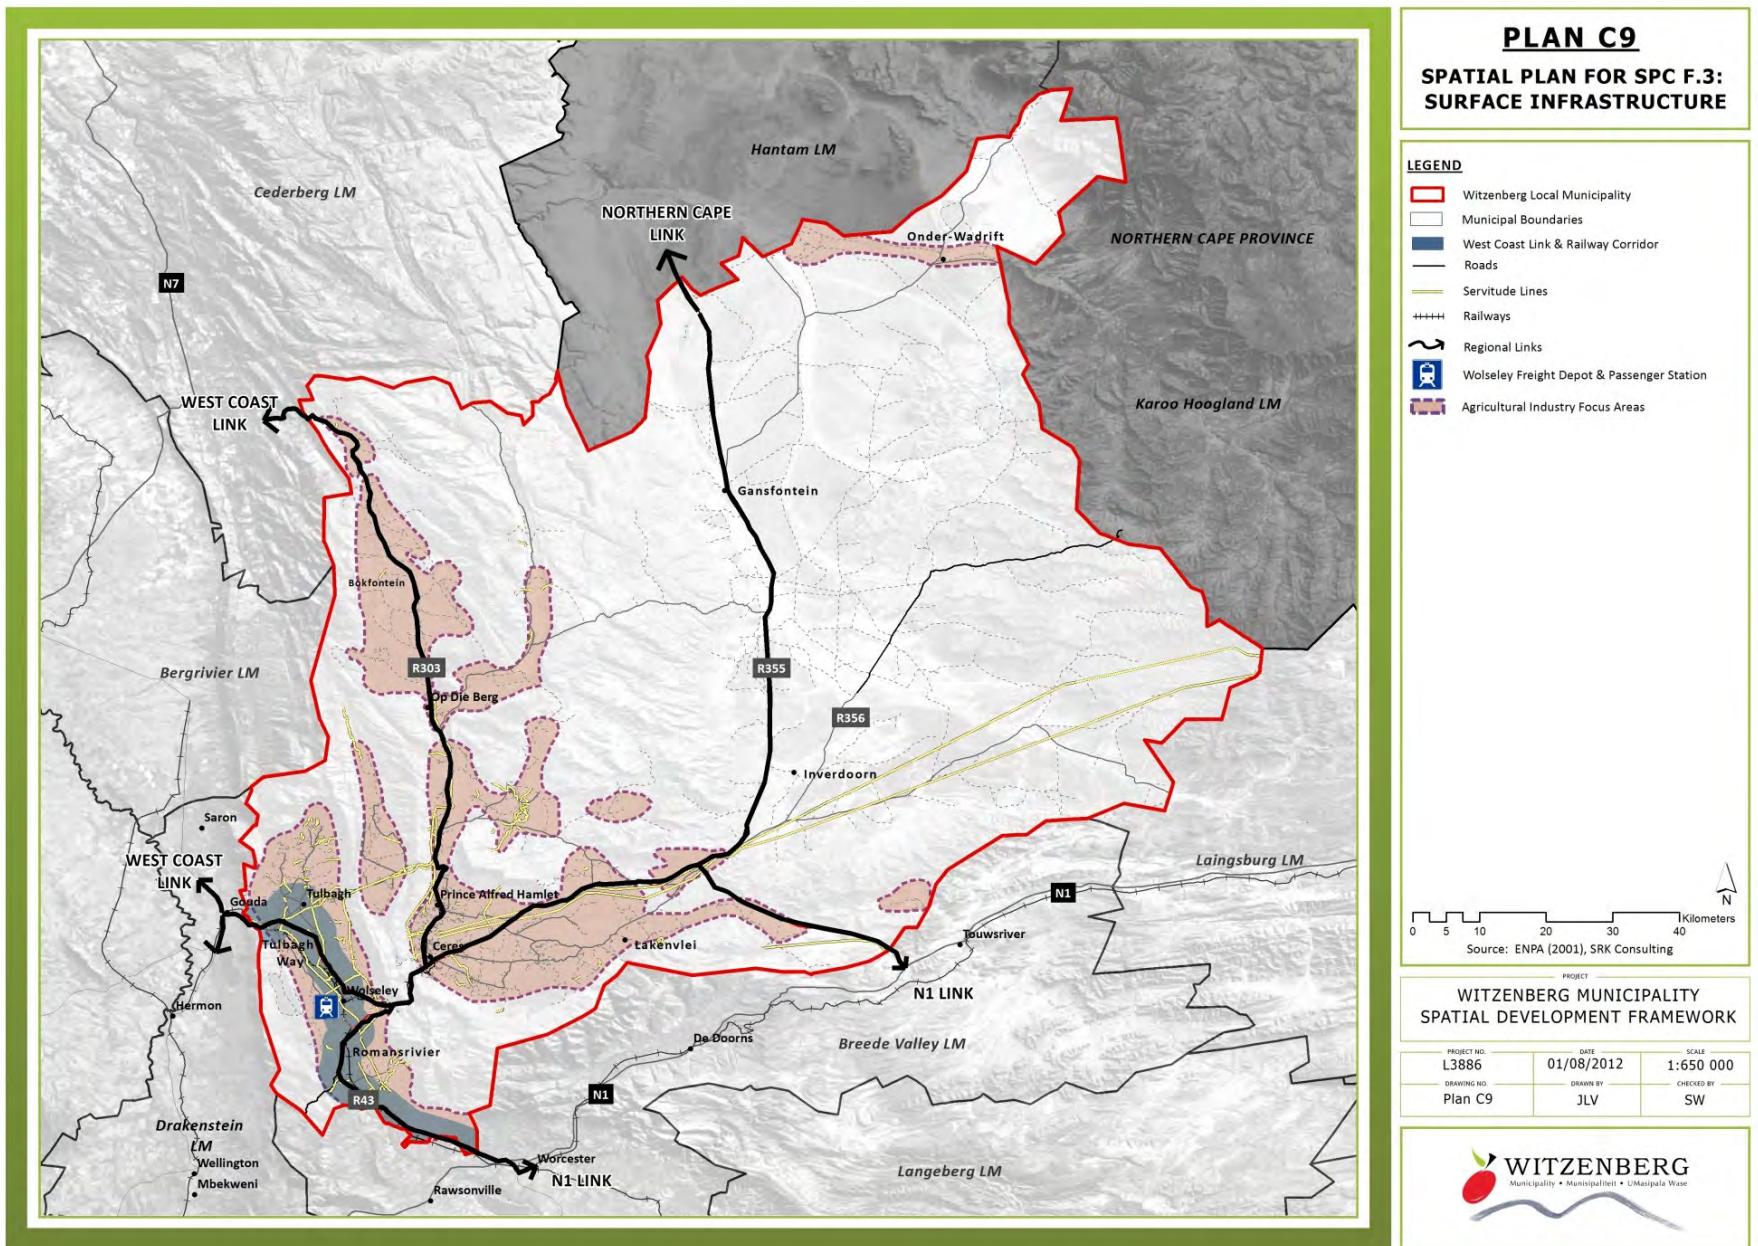 Hantam LM
Cederberg LM
NORTHERN CAPE
LINK
Onder-Wadrift
NORTHERN CAPE PROVINCE
N7
WEST COAST
LINK
Karoo Hoogland LM
Gansfontein
Bokfontein
Bergrivier LM
R303
R355
Op Die Berg
R356
Inverdoorn
Saron
WEST COAST
LINK
Laingsburg LM
Tulbagh
Prince Alfred Hamlet
N1
Gouda
Tulbagh
Way
Ceres
Lakenvlei
Touwsriver
Wolseley
N1 LINK
Hermon
De Doorns
Breede Valley LM
Romansrivier
N1
R43
Drakenstein
LM
Wellington
Mbekweni
Worcester
N1 LINK
Langeberg LM
Rawsonville
PLAN C9
SPATIAL PLAN FOR SPC F.3:
SURFACE INFRASTRUCTURE
LEGEND
Witzenberg Local Municipality
Municipal Boundaries
West Coast Link & Railway Corridor
Roads
Servitude Lines
Railways
Regional Links
Wolseley Freight Depot & Passenger Station
Agricultural Industry Focus Areas
N
Kilometers
0 5 10 20 30 40
Source: ENPA (2001), SRK Consulting
PROJECT
WITZENBERG MUNICIPALITY
SPATIAL DEVELOPMENT FRAMEWORK
PROJECT NO. DATE SCALE
L3886 01/08/2012 1:650 000
DRAWING NO. DRAWN BY CHECKED BY
Plan C9 JLV SW
WITZENBERG
Municipality • Munisipaliteit • UMasipala Wase